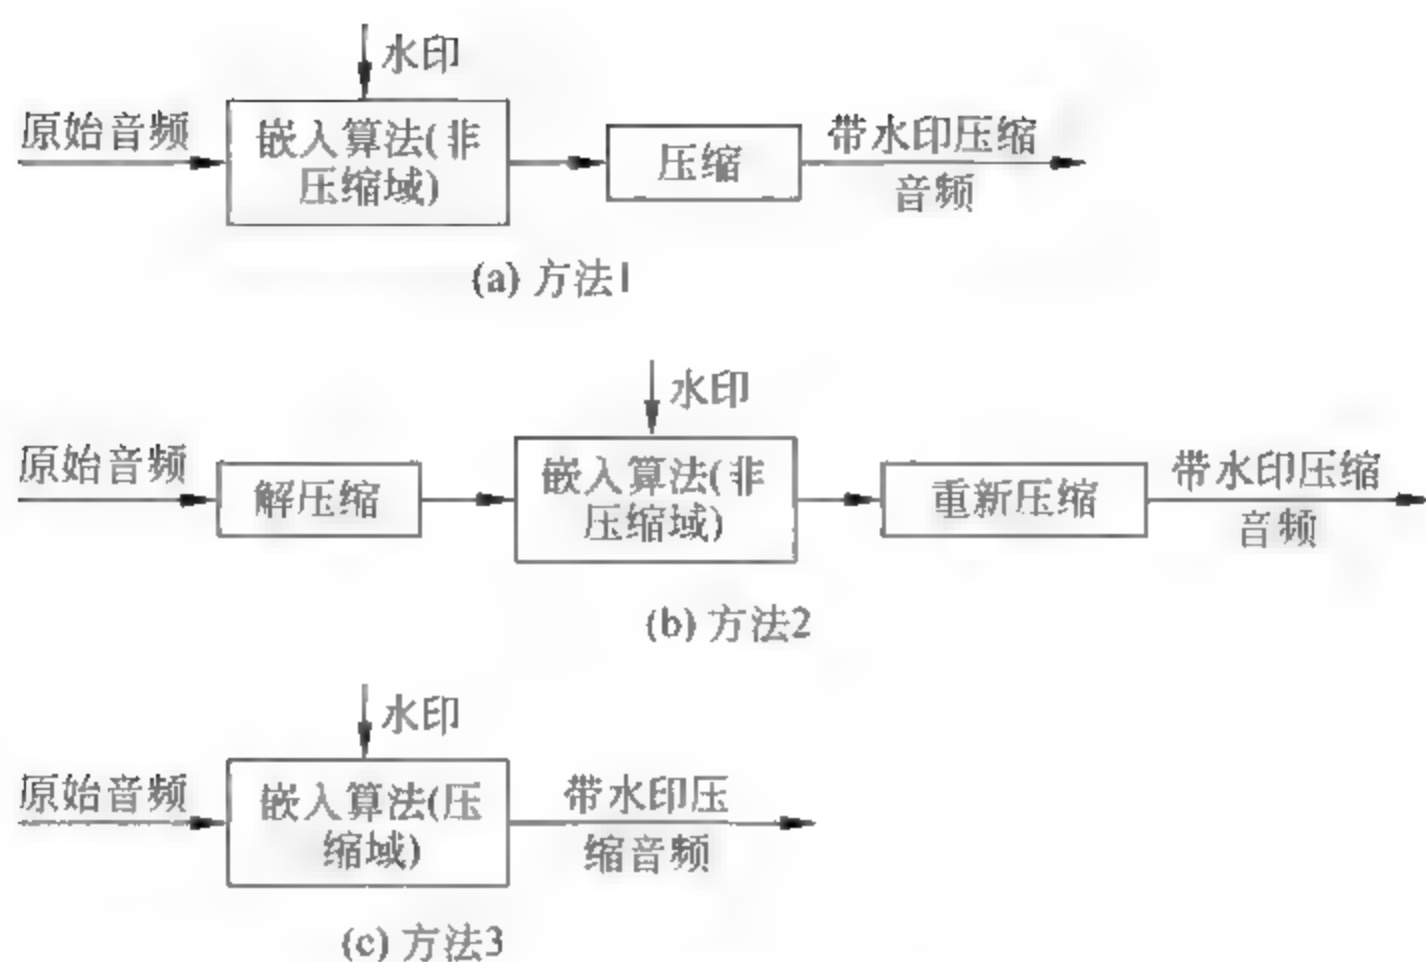 水印
原始音频
嵌入算法(非
压缩域)
压缩
带水印压缩
音频
(a) 方法1
水印
原始音频
解压缩
嵌入算法(非
压缩域)
重新压缩
带水印压缩
音频
(b) 方法2
水印
原始音频
嵌入算法(压
缩域)
带水印压
缩音频
(c) 方法3